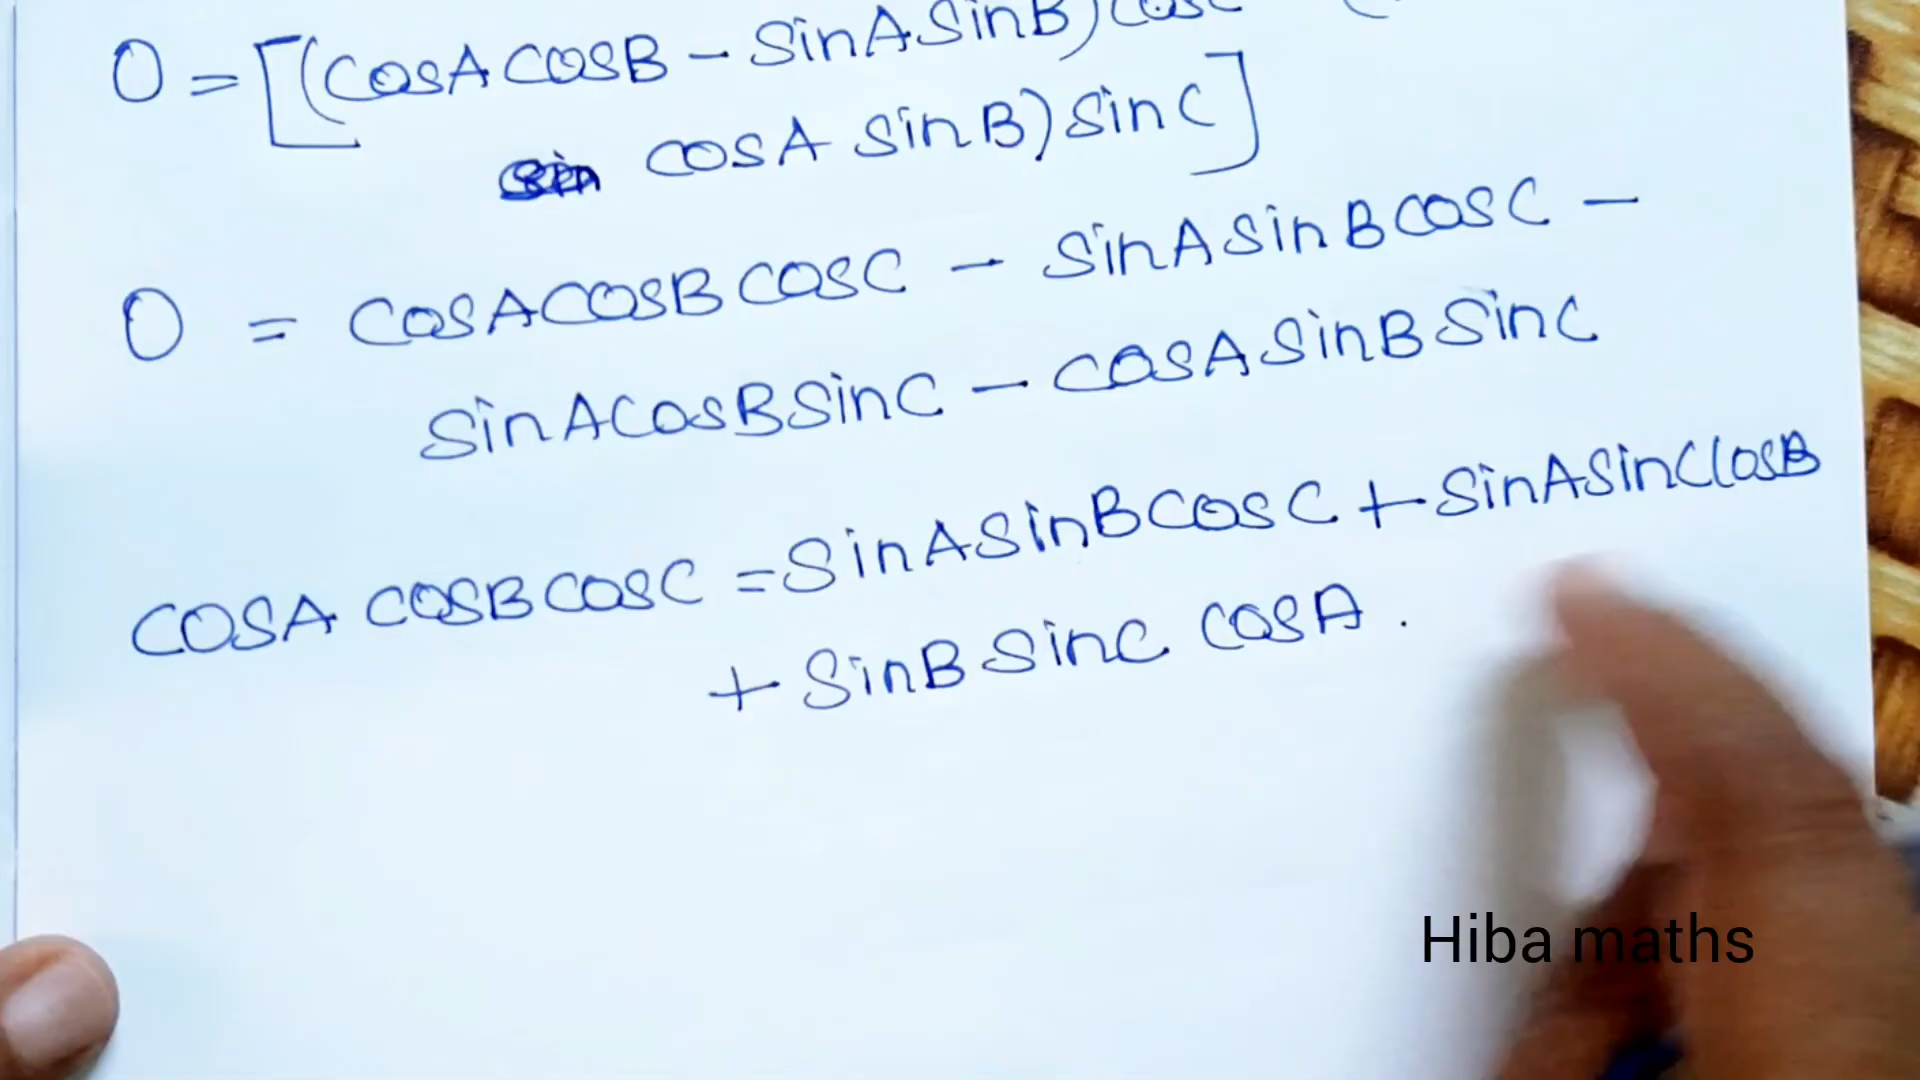 0 = [(cosA cosB - sinA sinB) cosC
cosA sinB) sinC]
0 = cosA cosB cosC - sinA sinB cosC -
sinA cosB sinC - cosA sinB sinC
cosA cosB cosC = sinA sinB cosC + sinA sinC cosB
+ sinB sinC cosA.
Hiba maths